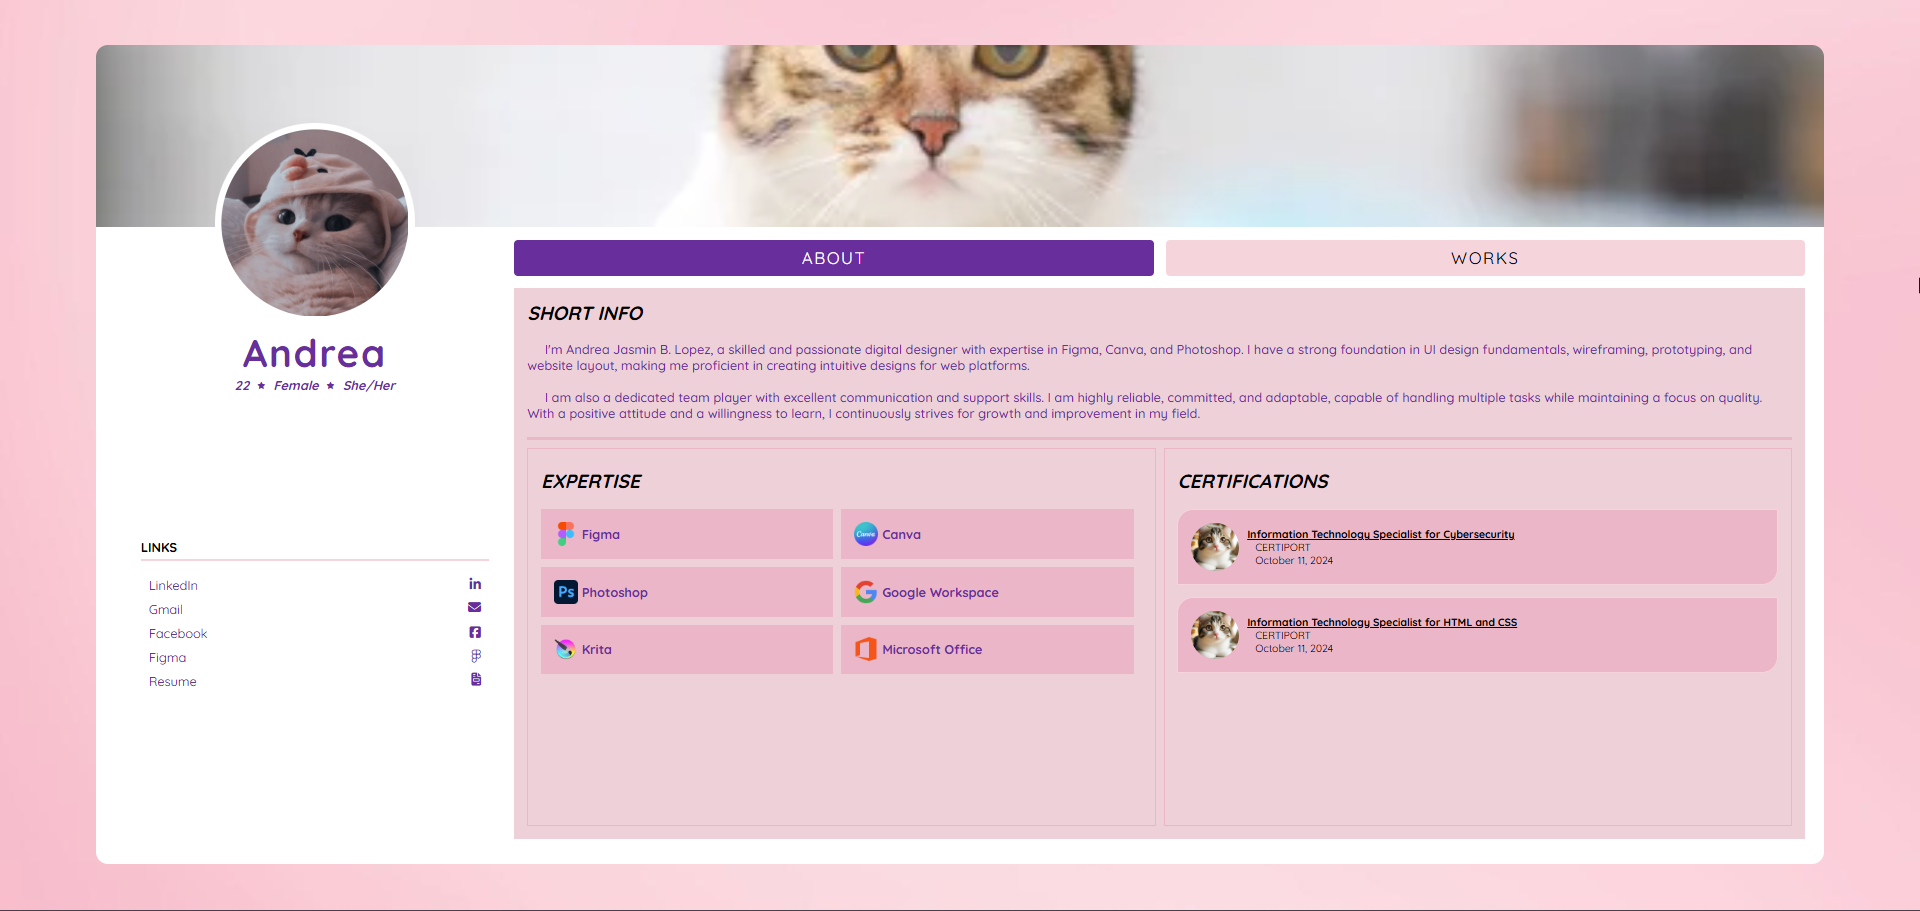 Andrea
22 ★ Female ★ She/Her
LINKS
LinkedIn
Gmail
Facebook
Figma
Resume
ABOUT
WORKS
SHORT INFO
I'm Andrea Jasmin B. Lopez, a skilled and passionate digital designer with expertise in Figma, Canva, and Photoshop. I have a strong foundation in UI design fundamentals, wireframing, prototyping, and
website layout, making me proficient in creating intuitive designs for web platforms.
I am also a dedicated team player with excellent communication and support skills. I am highly reliable, committed, and adaptable, capable of handling multiple tasks while maintaining a focus on quality.
With a positive attitude and a willingness to learn, I continuously strives for growth and improvement in my field.
EXPERTISE
Figma
Canva
Canva
Ps Photoshop
Google Workspace
Krita
Microsoft Office
CERTIFICATIONS
Information Technology Specialist for Cybersecurity
CERTIPORT
October 11, 2024
Information Technology Specialist for HTML and CSS
CERTIPORT
October 11, 2024